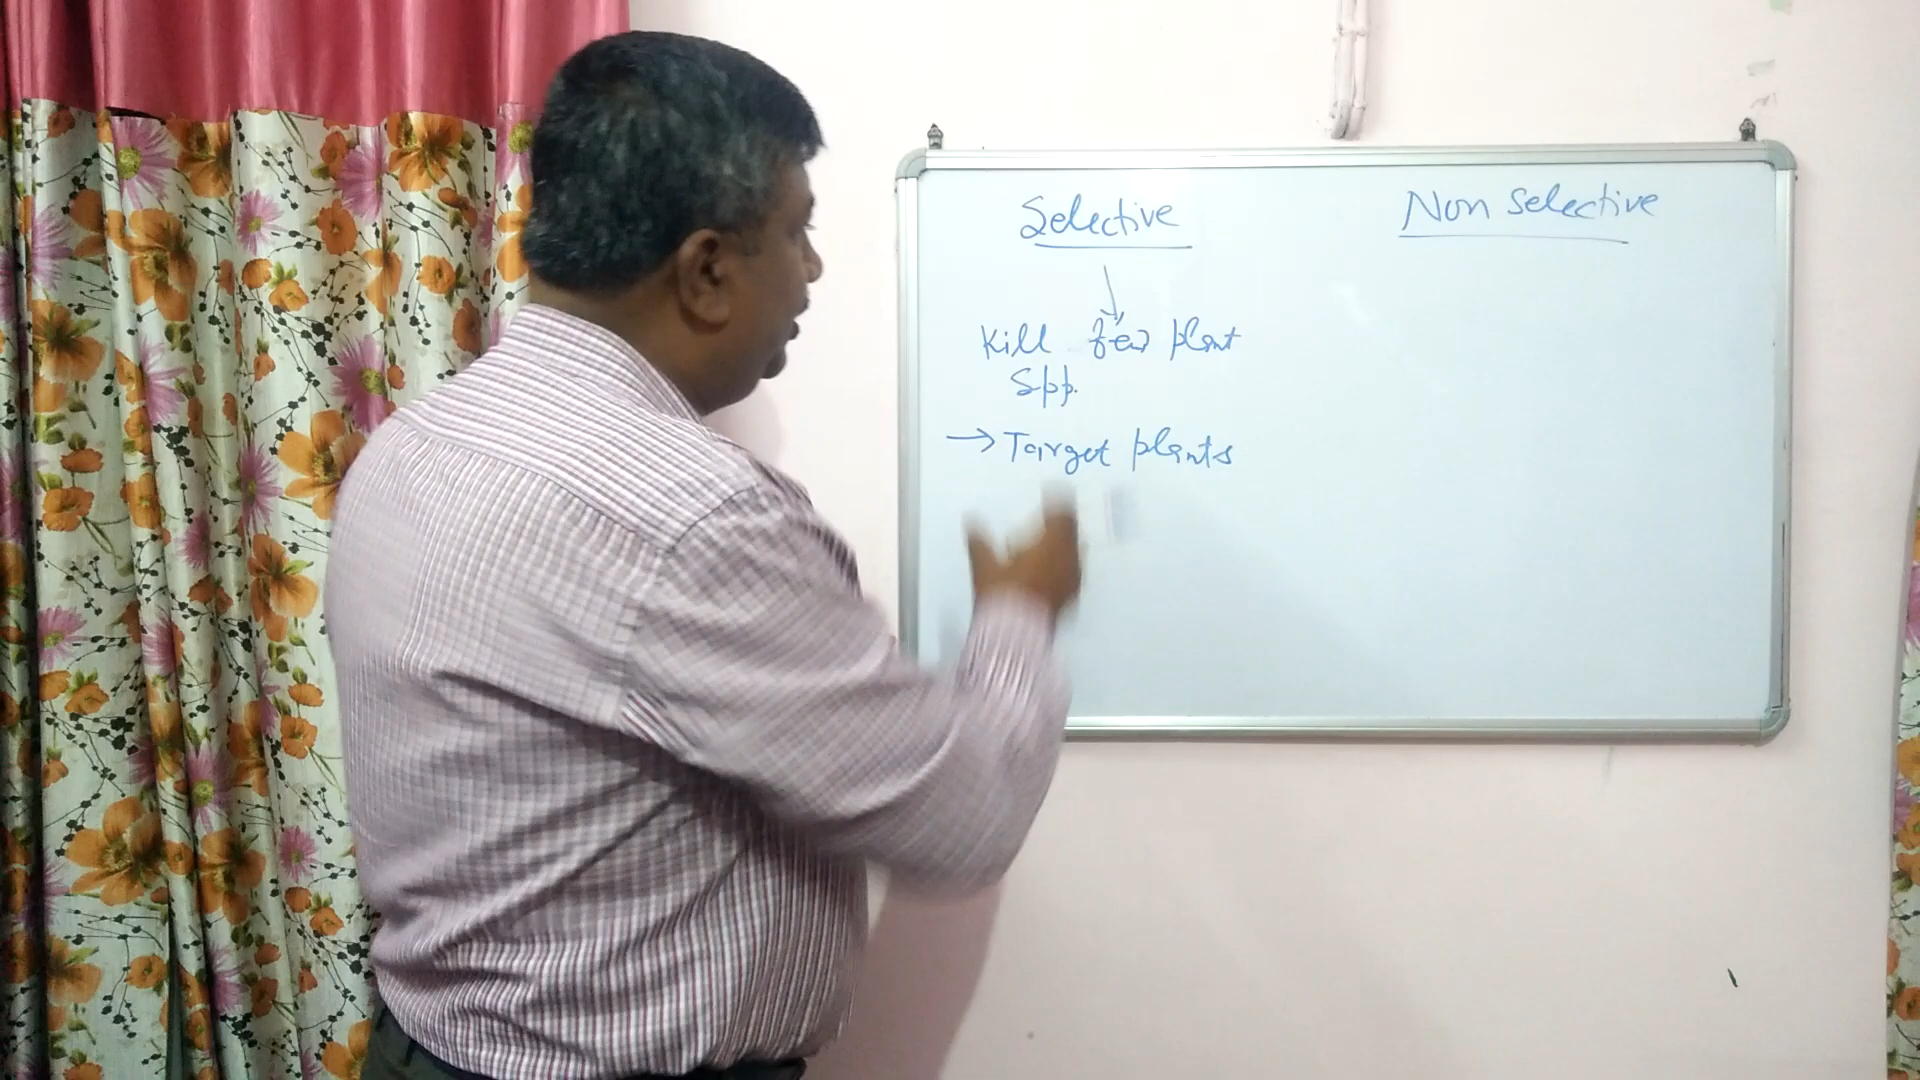 Selective
Non Selective
Kill few plant
Spp.
→ Target plants